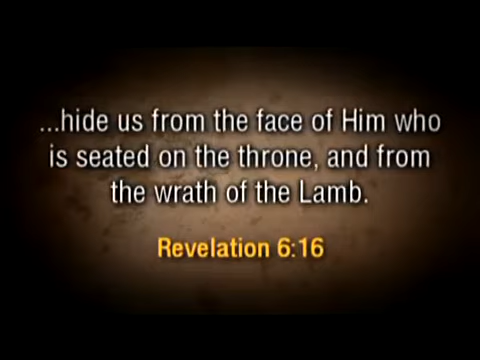 ...hide us from the face of Him who
is seated on the throne, and from
the wrath of the Lamb.
Revelation 6:16